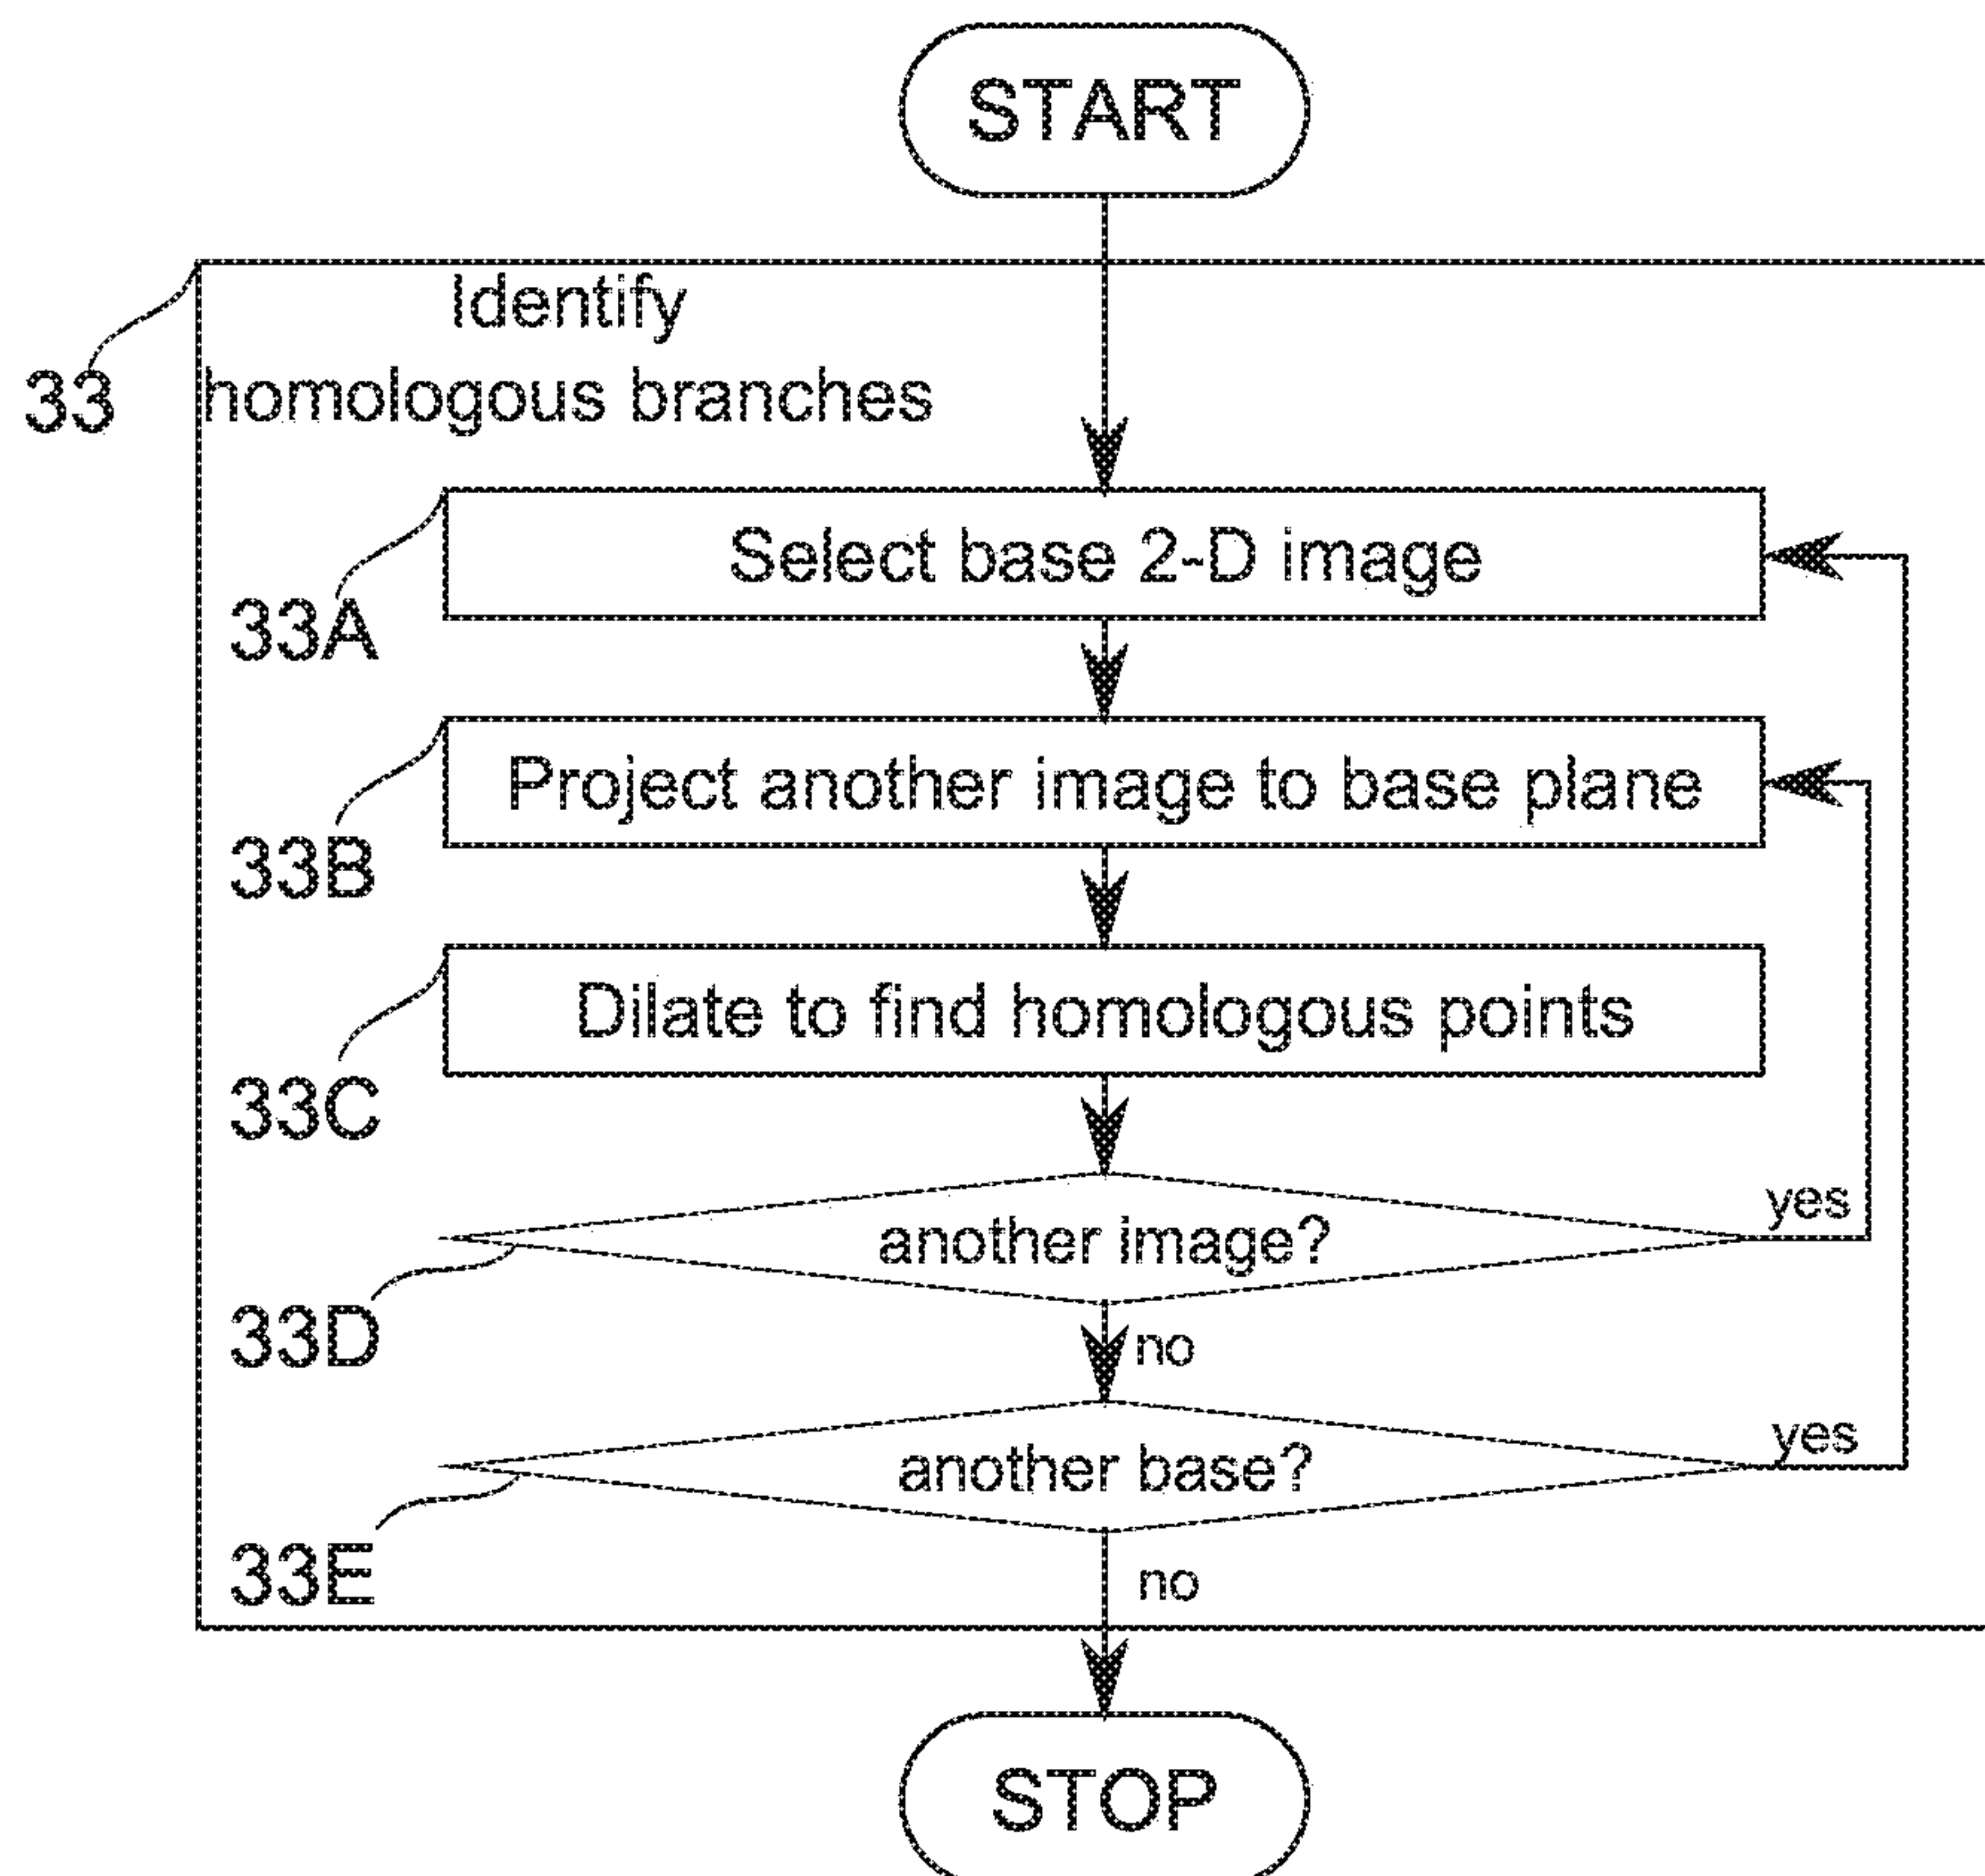 START
Identify
homologous branches
33
Select base 2-D image
33A
Project another image to base plane
33B
Dilate to find homologous points
33C
another image?
yes
33D
no
another base?
yes
33E
no
STOP